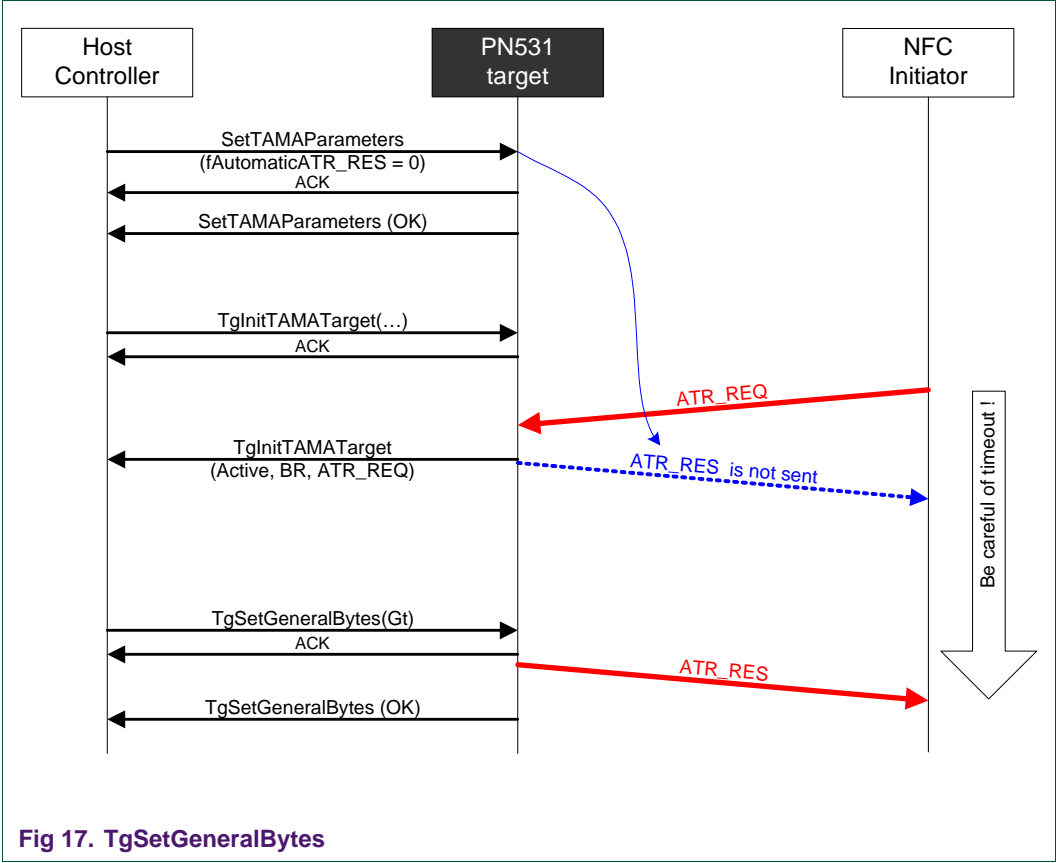 Host
Controller
PN531
target
NFC
Initiator
SetTAMAParameters
(fAutomaticATR_RES = 0)
ACK
SetTAMAParameters (OK)
TgInitTAMATarget(…)
ACK
ATR_REQ
TgInitTAMATarget
(Active, BR, ATR_REQ)
ATR_RES is not sent
Be careful of timeout !
TgSetGeneralBytes(Gt)
ACK
ATR_RES
TgSetGeneralBytes (OK)
Fig 17. TgSetGeneralBytes